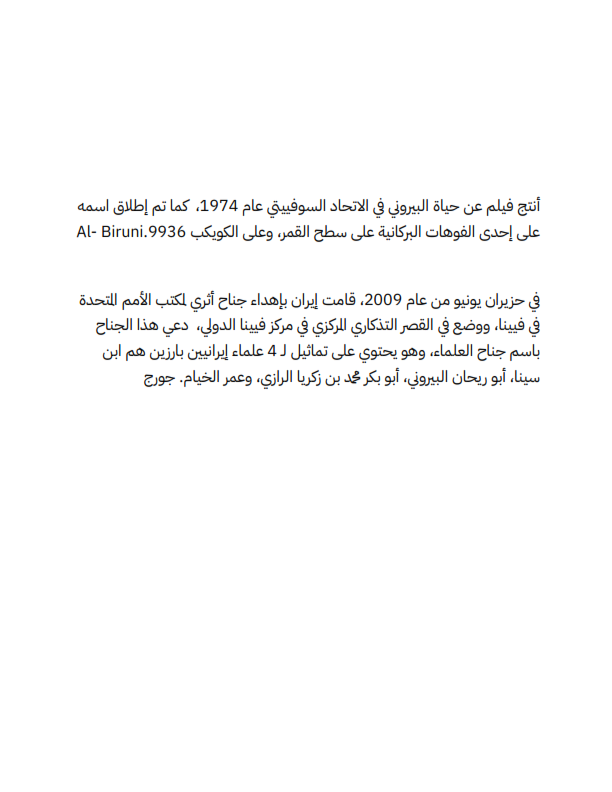 أنتج فيلم عن حياة البيروني في الاتحاد السوفييتي عام 1974، كما تم إطلاق اسمه
على إحدى الفوهات البركانية على سطح القمر، وعلى الكويكب 9936.Al- Biruni
في حزيران يونيو من عام 2009، قامت إيران بإهداء جناح أثري لمكتب الأمم المتحدة
في فيينا، ووضع في القصر التذكاري المركزي في مركز فيينا الدولي، دعي هذا الجناح
باسم جناح العلماء، وهو يحتوي على تماثيل لـ 4 علماء إيرانيين بارزين هم ابن
سينا، أبو ريحان البيروني، أبو بكر محمد بن زكريا الرازي، وعمر الخيام. جورج